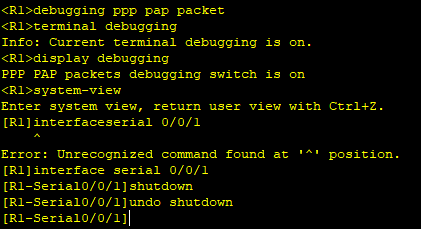 <R1>debugging ppp pap packet
<R1>terminal debugging
Info: Current terminal debugging is on.
<R1>display debugging
PPP PAP packets debugging switch is on
<R1>system-view
Enter system view, return user view with Ctrl+Z.
[R1]interfaceserial 0/0/1
^
Error: Unrecognized command found at '^' position.
[R1]interface serial 0/0/1
[R1-Serial0/0/1]shutdown
[R1-Serial0/0/1]undo shutdown
[R1-Serial0/0/1]